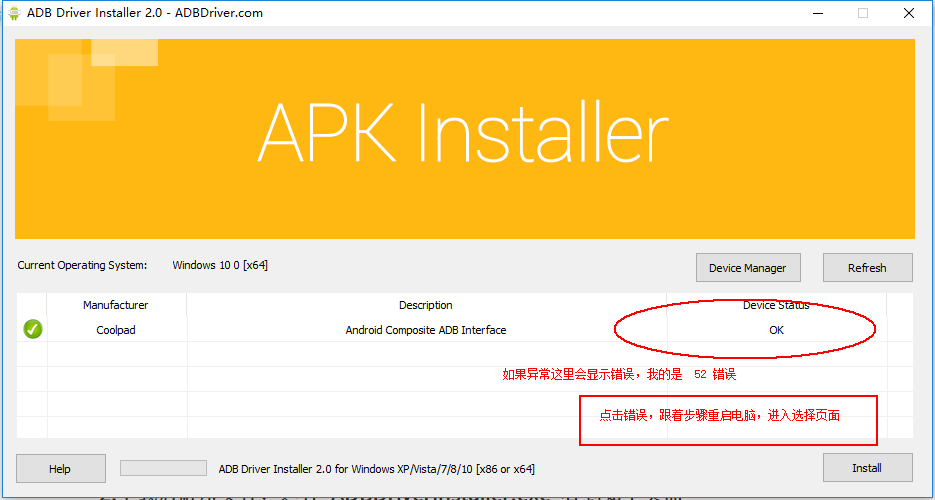 ADB Driver Installer 2.0 - ADBDriver.com
APK Installer
Current Operating System: Windows 10 0 [x64]
Device Manager
Refresh
Manufacturer Description Device Status
Coolpad Android Composite ADB Interface OK
如果异常这里会显示错误，我的是 52 错误
点击错误，跟着步骤重启电脑，进入选择页面
Help
ADB Driver Installer 2.0 for Windows XP/Vista/7/8/10 [x86 or x64]
Install